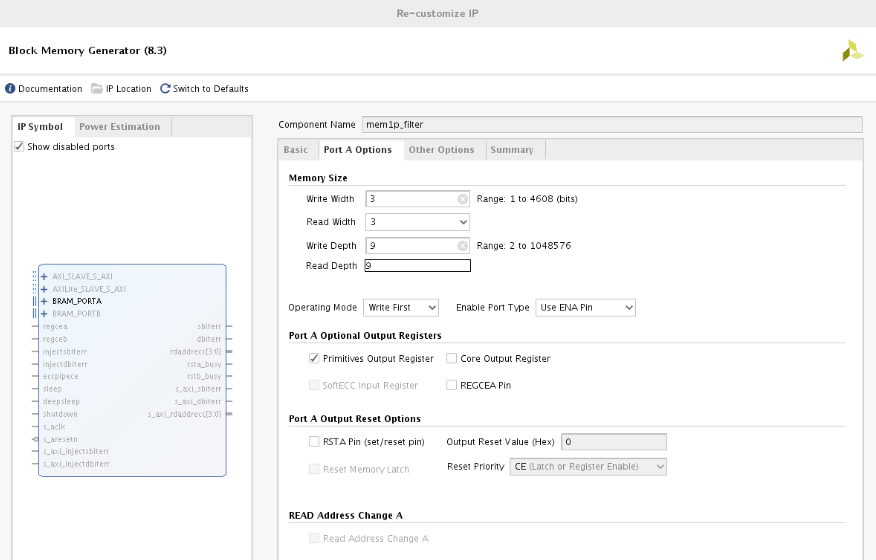 Re-customize IP
Block Memory Generator (8.3)
Documentation IP Location Switch to Defaults
IP Symbol Power Estimation
Show disabled ports
AXI_SLAVE_S_AXI
AXILite_SLAVE_S_AXI
BRAM_PORTA
BRAM_PORTB
regcea sbiterr
regceb dbiterr
injectsbiterr rdaddrecc[3:0]
injectdbiterr rsta_busy
eccpipece rstb_busy
sleep s_axi_sbiterr
deepsleep s_axi_dbiterr
shutdown s_axi_rdaddrecc[3:0]
s_aclk
s_aresetn
s_axi_injectsbiterr
s_axi_injectdbiterr
Component Name mem1p_filter
Basic Port A Options Other Options Summary
Memory Size
Write Width 3 Range: 1 to 4608 (bits)
Read Width 3
Write Depth 9 Range: 2 to 1048576
Read Depth 9
Operating Mode Write First Enable Port Type Use ENA Pin
Port A Optional Output Registers
Primitives Output Register Core Output Register
SoftECC Input Register REGCEA Pin
Port A Output Reset Options
RSTA Pin (set/reset pin) Output Reset Value (Hex) 0
Reset Memory Latch Reset Priority CE (Latch or Register Enable)
READ Address Change A
Read Address Change A